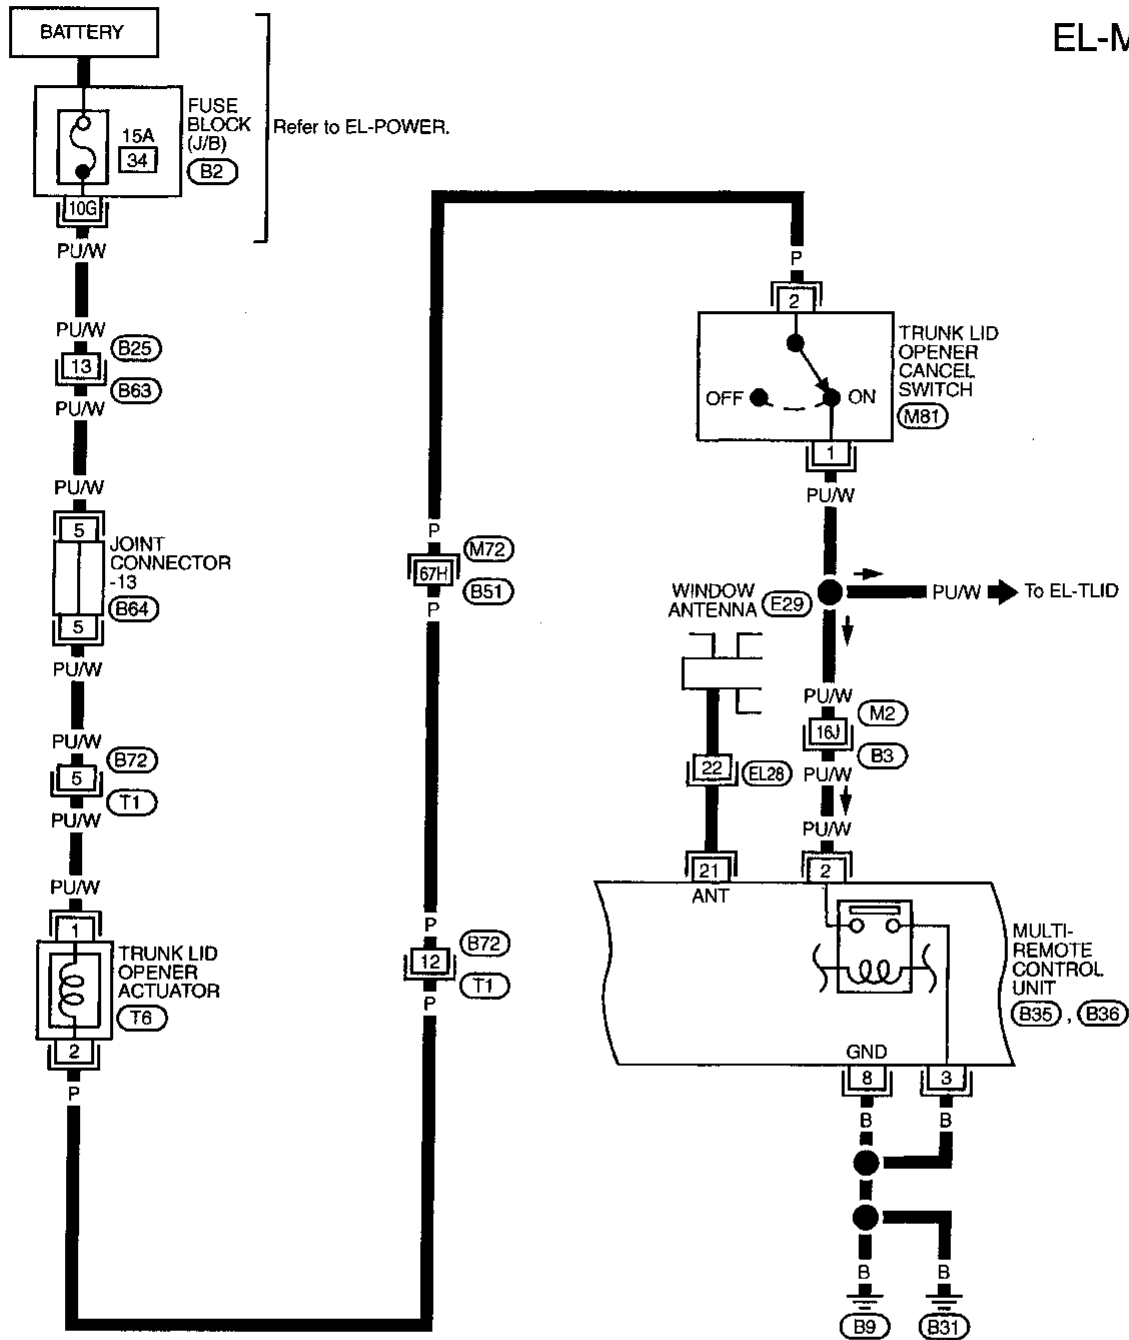 EL-M
BATTERY
FUSE
BLOCK
(J/B)
B2
15A
34
10G
Refer to EL-POWER.
PU/W
PU/W
13
B25
B63
PU/W
PU/W
5
JOINT
CONNECTOR
-13
B64
5
PU/W
PU/W
5
B72
T1
PU/W
PU/W
1
TRUNK LID
OPENER
ACTUATOR
T6
2
P
P
12
B72
T1
P
P
67H
M72
B51
P
P
2
TRUNK LID
OPENER
CANCEL
SWITCH
M81
OFF
ON
1
PU/W
WINDOW
ANTENNA
E29
PU/W
To EL-TLID
PU/W
16J
M2
B3
PU/W
PU/W
22
EL28
21
ANT
2
MULTI-
REMOTE
CONTROL
UNIT
B35 , B36
GND
8
3
B
B
B
B
B9
B31